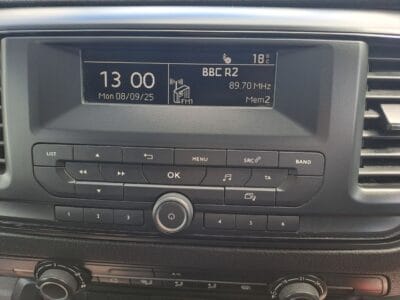 18°C
13 00
Mon 08/09/25
FM1
BBC R2
89.70 MHz
Mem2
LIST
MENU
SRC
BAND
OK
TA
1
2
3
4
5
6